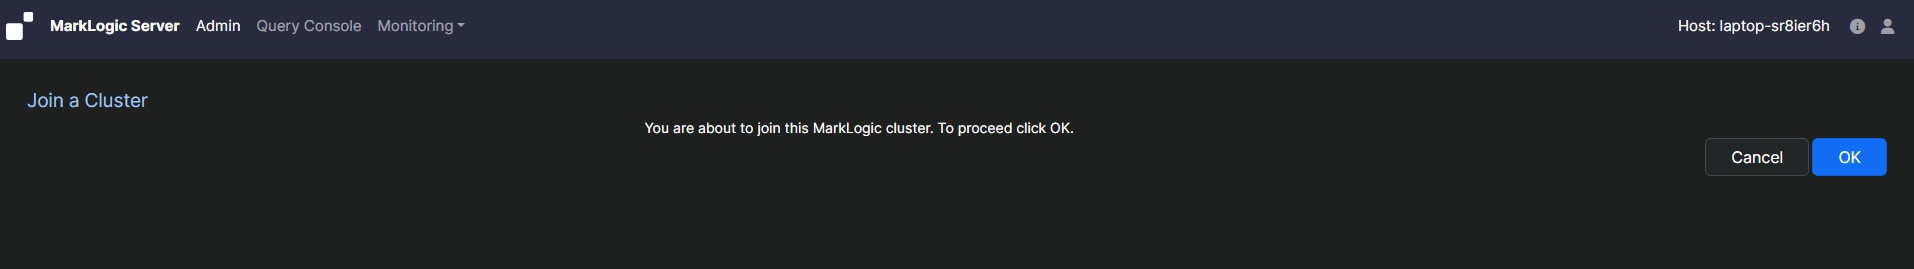 MarkLogic Server Admin Query Console Monitoring Host: laptop-sr8ier6h
Join a Cluster
You are about to join this MarkLogic cluster. To proceed click OK.
Cancel OK